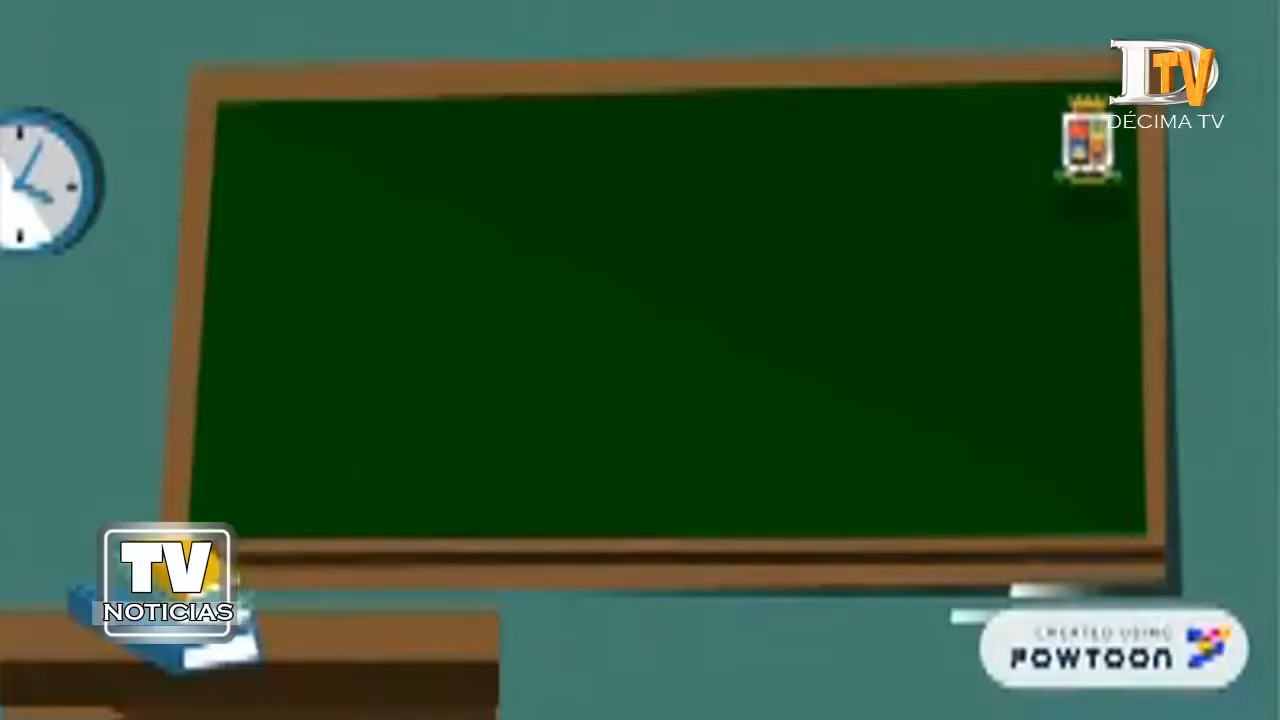 DTV
DÉCIMA TV
TV
NOTICIAS
CREATED USING
POWTOON